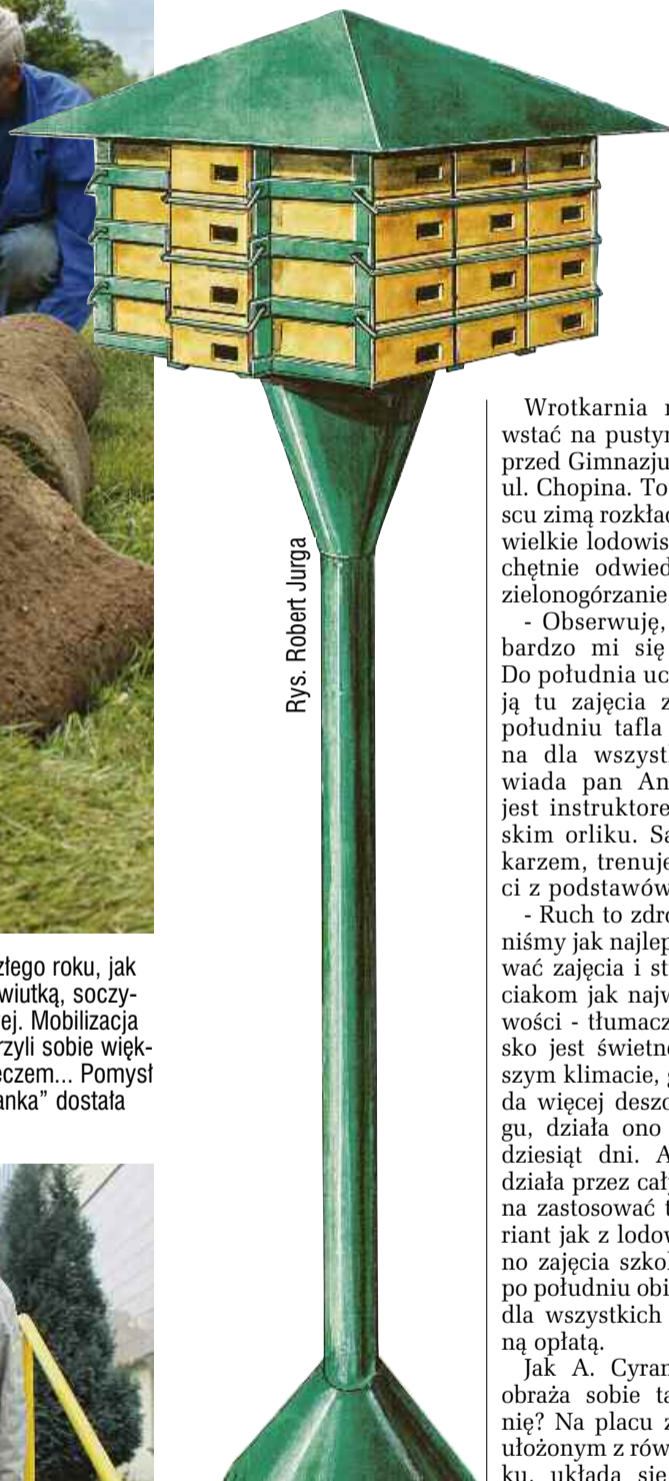 złego roku, jak
wiutką, soczy-
ej. Mobilizacja
rzyli sobie więk-
eczem... Pomysł
anka” dostała
Rys. Robert Jurga
Wrotkarnia
wstać na pustyn
przed Gimnazju
ul. Chopina. To
scu zimą rozkład
wielkie lodowis
chętnie odwied
zielonogórzanie
- Obserwuję,
bardzo mi się
Do południa uc
ją tu zajęcia z
południu tafla
na dla wszystk
wiada pan An
jest instruktore
skim orliku. Sa
karzem, trenuje
ci z podstawów
- Ruch to zdro
niśmy jak najlep
wać zajęcia i st
ciakom jak najw
wości - tłumacz
sko jest świetn
szym klimacie, g
da więcej deszc
gu, działa ono
dziesiąt dni. A
działa przez cał
na zastosować t
riant jak z lodow
no zajęcia szkol
po południu obi
dla wszystkich
ną opłatą.
Jak A. Cyran
obraża sobie ta
nię? Na placu z
ułożonym z rów
ku, układa się